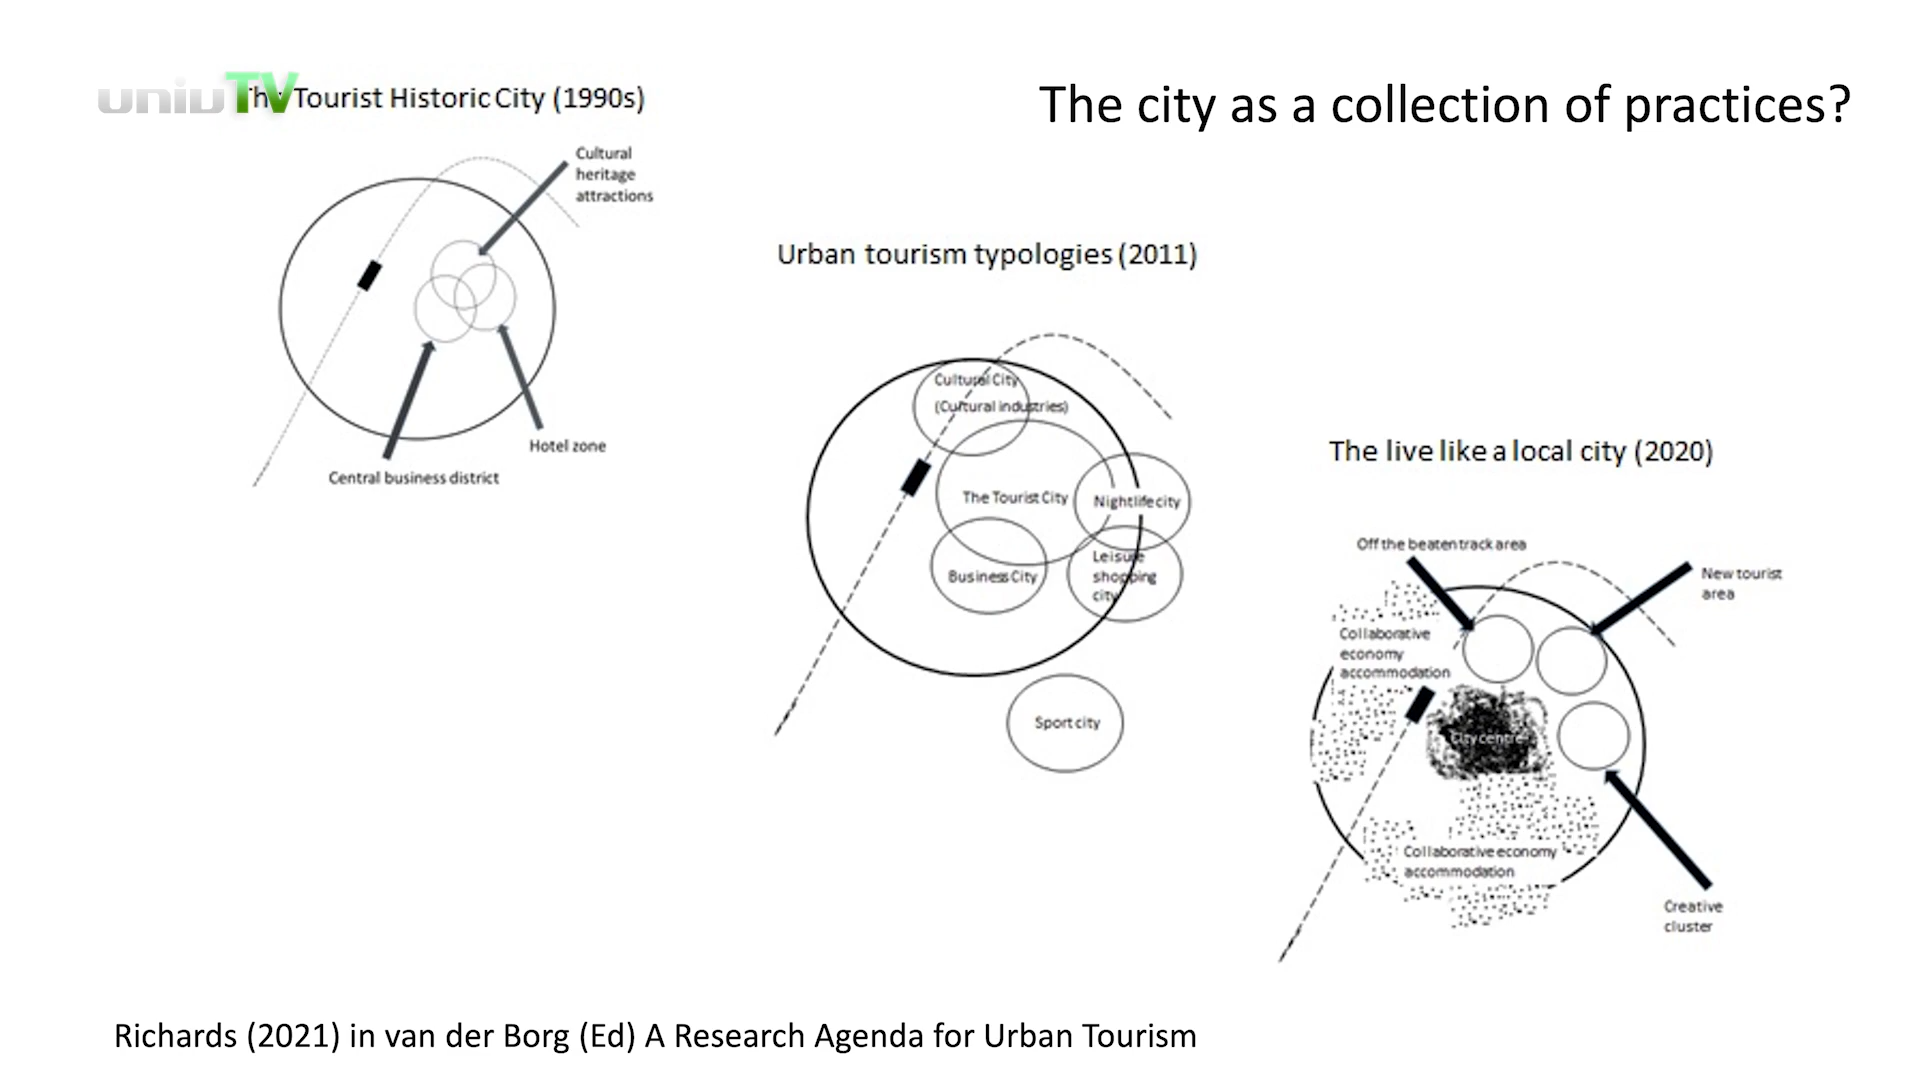 univTV
The Tourist Historic City (1990s)
The city as a collection of practices?
Cultural
heritage
attractions
Hotel zone
Central business district
Urban tourism typologies (2011)
Cultural City
(Cultural industries)
The Tourist City
Nightlife city
Business City
Leisure
shopping
city
Sport city
The live like a local city (2020)
Off the beaten track area
New tourist
area
Collaborative
economy
accommodation
City centre
Collaborative economy
accommodation
Creative
cluster
Richards (2021) in van der Borg (Ed) A Research Agenda for Urban Tourism